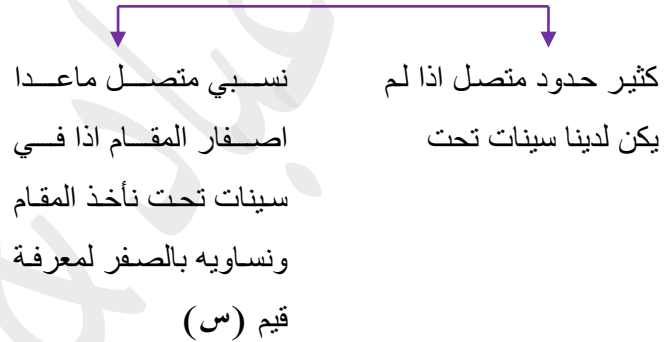 كثير حدود متصل اذا لم
يكن لدينا سينات تحت
نسبي متصل ماعدا
اصفار المقام اذا في
سينات تحت نأخذ المقام
ونساويه بالصفر لمعرفة
قيم (س)